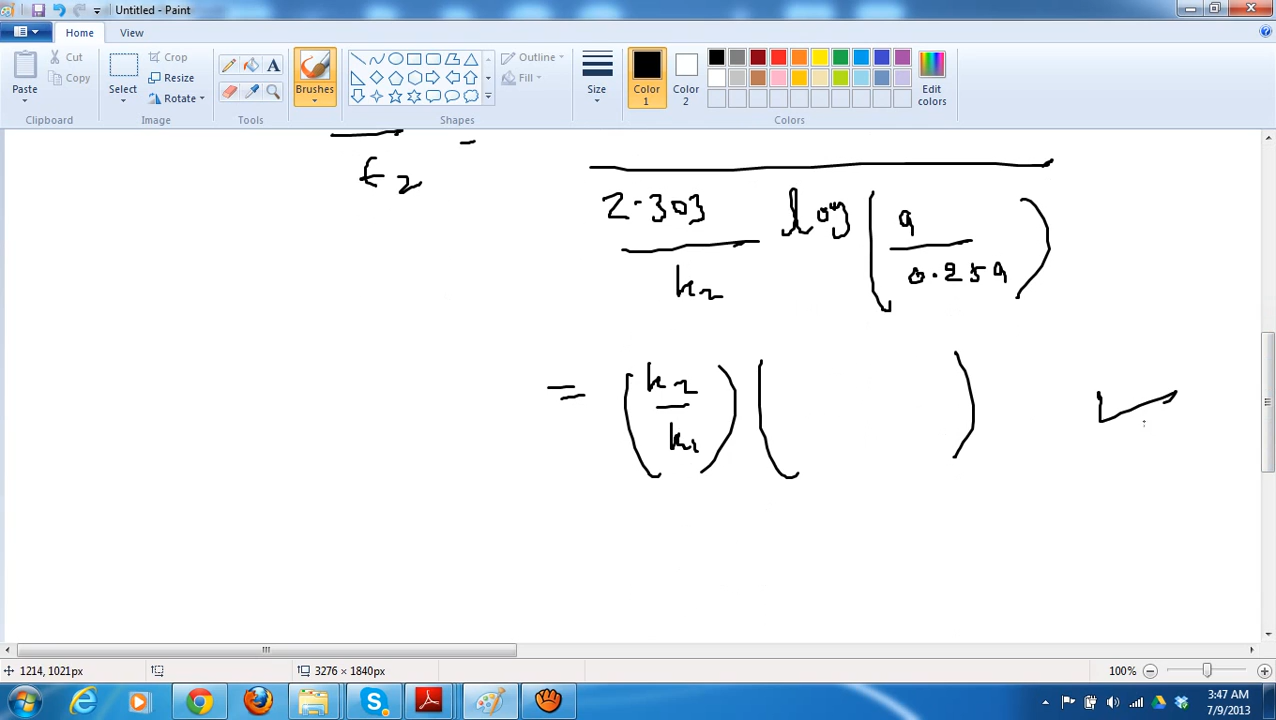 Untitled - Paint
Home View
Paste
Cut
Copy
Clipboard
Select
Crop
Resize
Rotate
Image
A
Tools
Brushes
Shapes
Outline
Fill
Size
Color 1
Color 2
Edit colors
Colors
t2 =
2.303 log ( a
k2 0.25a )
= ( k2 ) ( )
k1
1214, 1021px
3276 × 1840px
100%
3:47 AM
7/9/2013